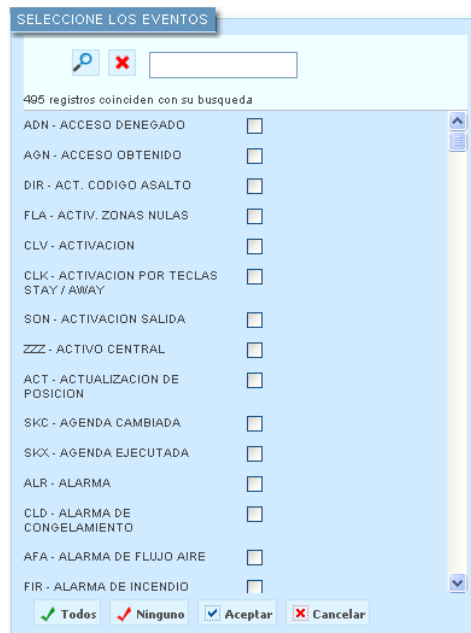 SELECCIONE LOS EVENTOS
495 registros coinciden con su busqueda
ADN - ACCESO DENEGADO
AGN - ACCESO OBTENIDO
DIR - ACT. CODIGO ASALTO
FLA - ACTIV. ZONAS NULAS
CLV - ACTIVACION
CLK - ACTIVACION POR TECLAS
STAY / AWAY
SON - ACTIVACION SALIDA
ZZZ - ACTIVO CENTRAL
ACT - ACTUALIZACION DE
POSICION
SKC - AGENDA CAMBIADA
SKX - AGENDA EJECUTADA
ALR - ALARMA
CLD - ALARMA DE
CONGELAMIENTO
AFA - ALARMA DE FLUJO AIRE
FIR - ALARMA DE INCENDIO
Todos Ninguno Aceptar Cancelar